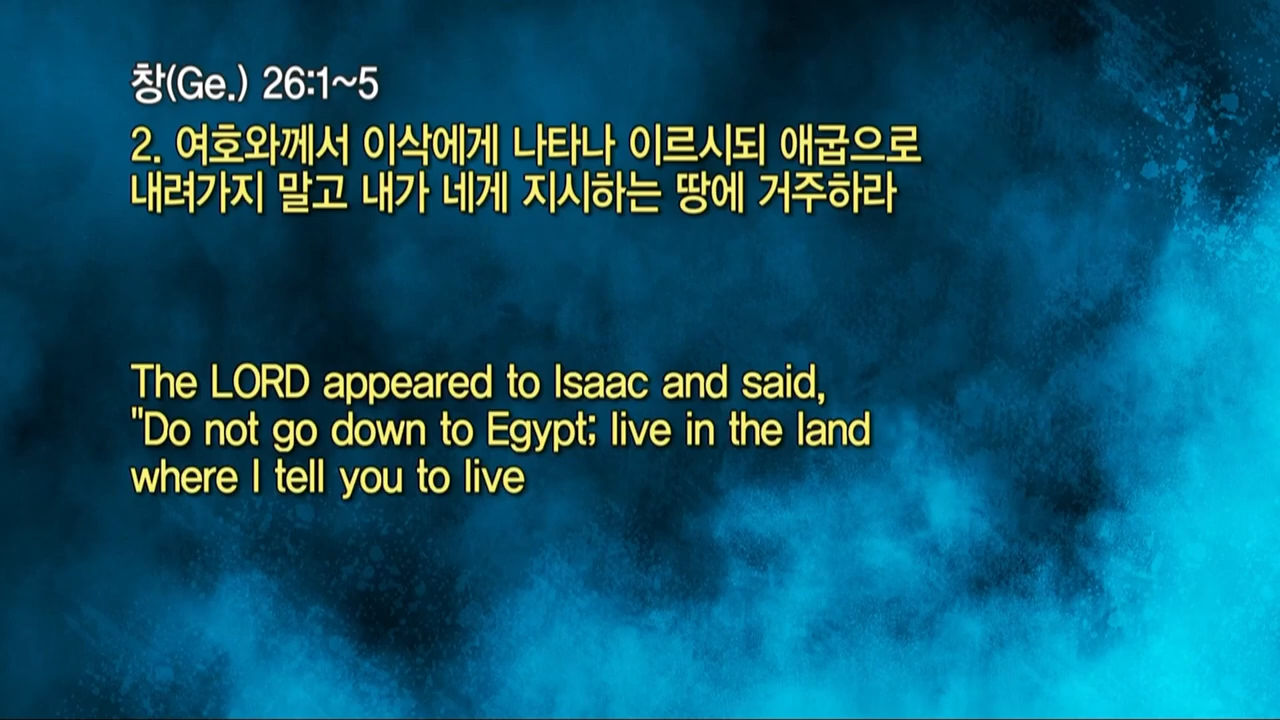 창(Ge.) 26:1~5
2. 여호와께서 이삭에게 나타나 이르시되 애굽으로
내려가지 말고 내가 네게 지시하는 땅에 거주하라
The LORD appeared to Isaac and said,
"Do not go down to Egypt; live in the land
where I tell you to live